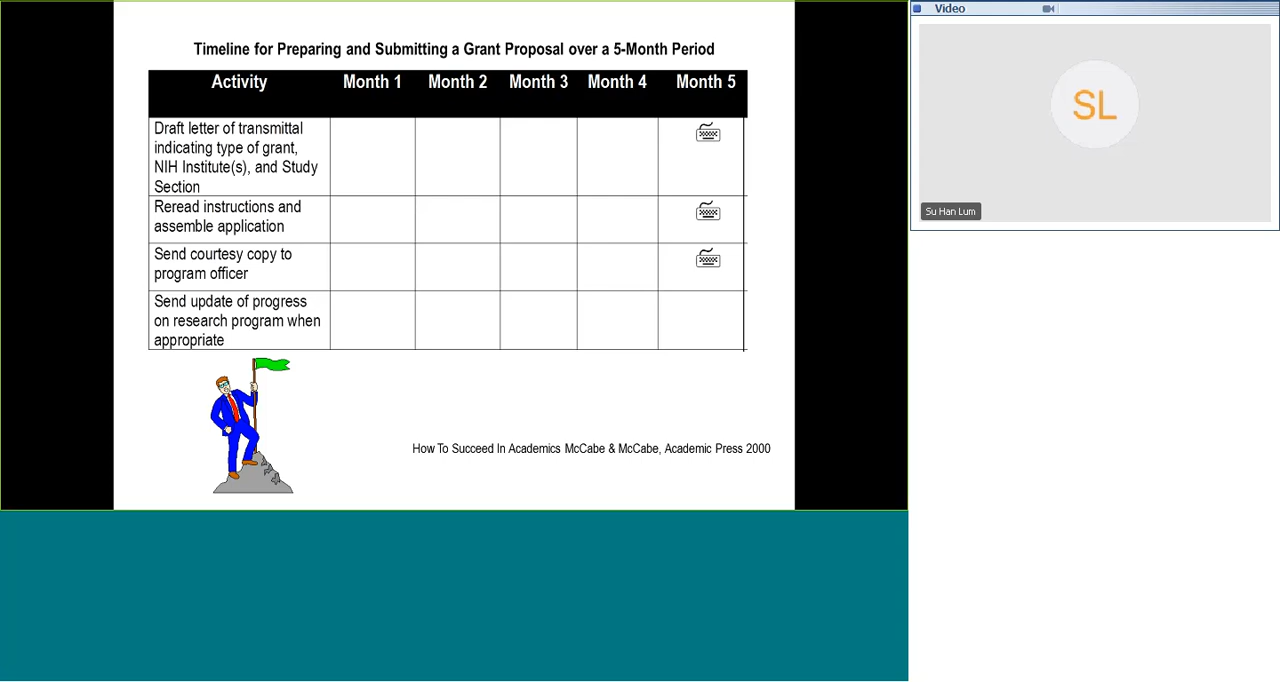 Timeline for Preparing and Submitting a Grant Proposal over a 5-Month Period
Activity Month 1 Month 2 Month 3 Month 4 Month 5
Draft letter of transmittal
indicating type of grant,
NIH Institute(s), and Study
Section
Reread instructions and
assemble application
Send courtesy copy to
program officer
Send update of progress
on research program when
appropriate
How To Succeed In Academics McCabe & McCabe, Academic Press 2000
Video
SL
Su Han Lum